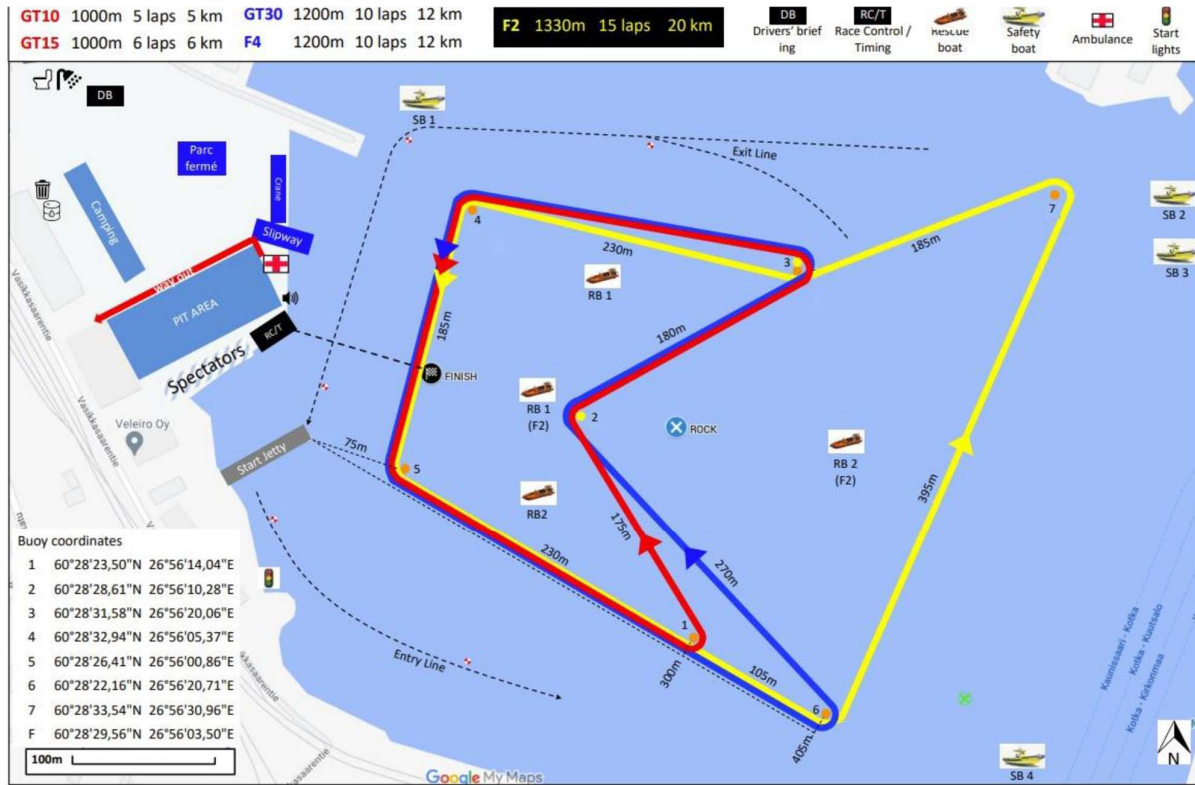 GT10 1000m 5 laps 5 km
GT15 1000m 6 laps 6 km
GT30 1200m 10 laps 12 km
F4 1200m 10 laps 12 km
F2 1330m 15 laps 20 km
DB
Drivers' brief
ing
RC/T
Race Control /
Timing
Rescue
boat
Safety
boat
Ambulance
Start
lights
DB
SB 1
Parc
fermé
Crane
Camping
Slipway
way out
PIT AREA
RC/T
Spectators
Exit Line
SB 2
SB 3
4
230m
3
7
185m
RB 1
185m
180m
FINISH
RB 1
(F2)
2
ROCK
RB 2
(F2)
Vasikkasaarentie
Vasikkasaarentie
Veleiro Oy
Start Jetty
75m
5
RB2
175m
270m
395m
230m
1
300m
105m
6
405m
Entry Line
Kaunissaari - Kotka
Kotka - Kuutsalo
Kotka - Kirkonmaa
SB 4
N
Buoy coordinates
1 60°28'23,50"N 26°56'14,04"E
2 60°28'28,61"N 26°56'10,28"E
3 60°28'31,58"N 26°56'20,06"E
4 60°28'32,94"N 26°56'05,37"E
5 60°28'26,41"N 26°56'00,86"E
6 60°28'22,16"N 26°56'20,71"E
7 60°28'33,54"N 26°56'30,96"E
F 60°28'29,56"N 26°56'03,50"E
100m
Google My Maps